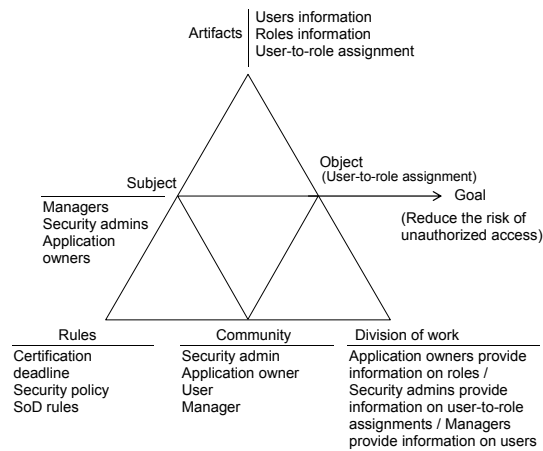 Artifacts
Users information
Roles information
User-to-role assignment
Object
(User-to-role assignment)
Subject
Goal
Managers
Security admins
Application
owners
(Reduce the risk of
unauthorized access)
Rules
Certification
deadline
Security policy
SoD rules
Community
Security admin
Application owner
User
Manager
Division of work
Application owners provide
information on roles /
Security admins provide
information on user-to-role
assignments / Managers
provide information on users